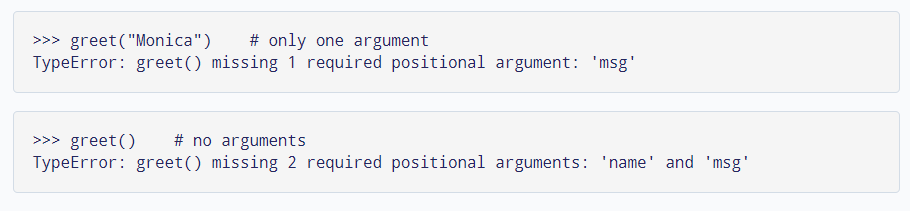 >>> greet("Monica")    # only one argument
TypeError: greet() missing 1 required positional argument: 'msg'
>>> greet()    # no arguments
TypeError: greet() missing 2 required positional arguments: 'name' and 'msg'